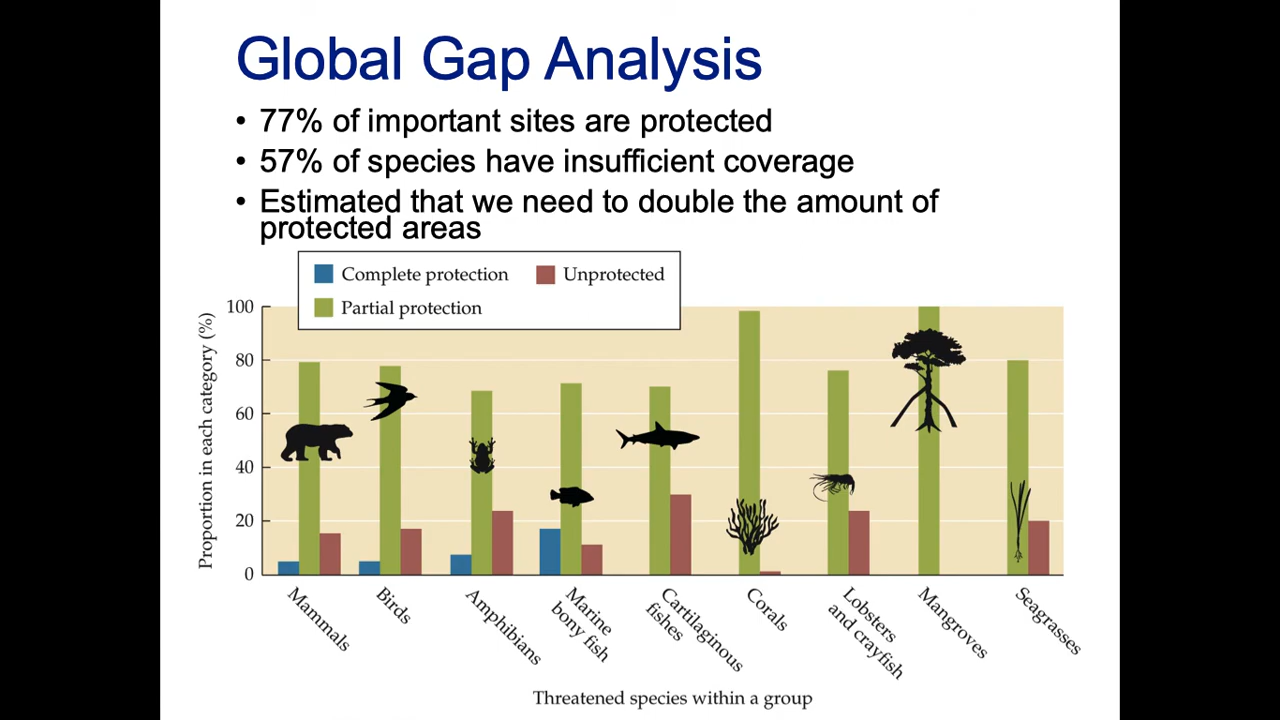 Global Gap Analysis
• 77% of important sites are protected
• 57% of species have insufficient coverage
• Estimated that we need to double the amount of
protected areas
Complete protection
Unprotected
Partial protection
Proportion in each category (%)
100
80
60
40
20
0
Mammals
Birds
Amphibians
Marine
bony fish
Cartilaginous
fishes
Corals
Lobsters
and crayfish
Mangroves
Seagrasses
Threatened species within a group